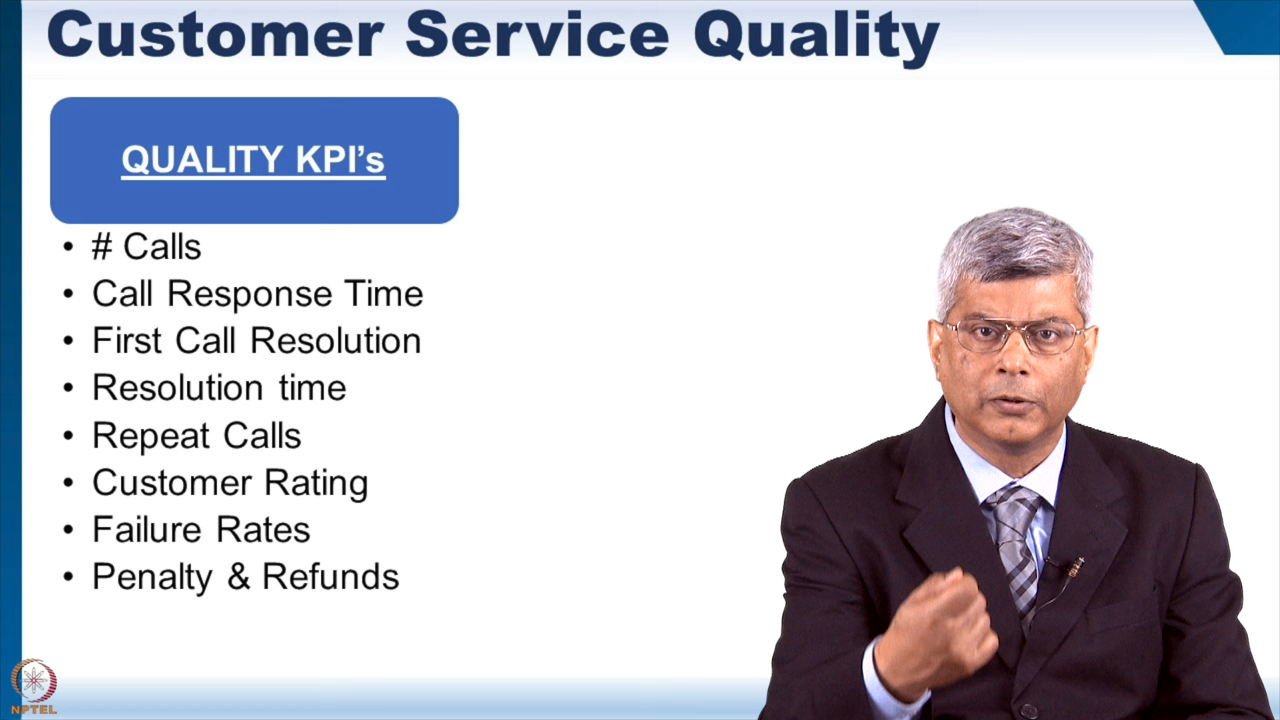 Customer Service Quality
QUALITY KPI’s
• # Calls
• Call Response Time
• First Call Resolution
• Resolution time
• Repeat Calls
• Customer Rating
• Failure Rates
• Penalty & Refunds
NPTEL